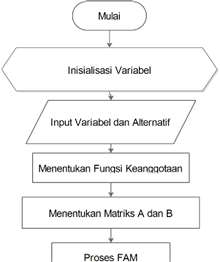 Mulai
Inisialisasi Variabel
Input Variabel dan Alternatif
Menentukan Fungsi Keanggotaan
Menentukan Matriks A dan B
Proses FAM